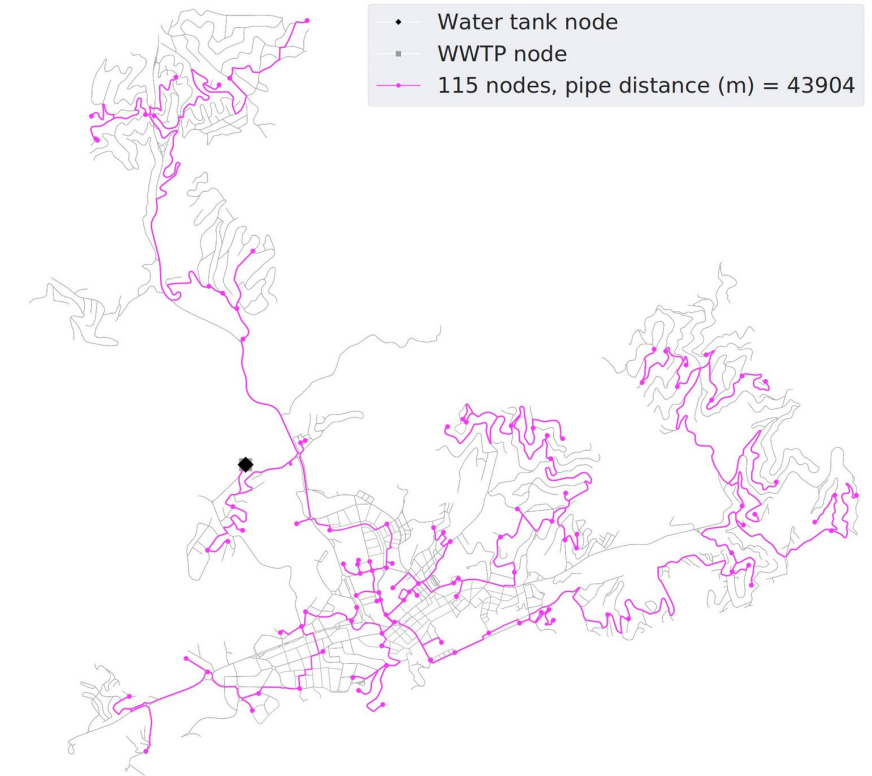 Water tank node
WWTP node
115 nodes, pipe distance (m) = 43904